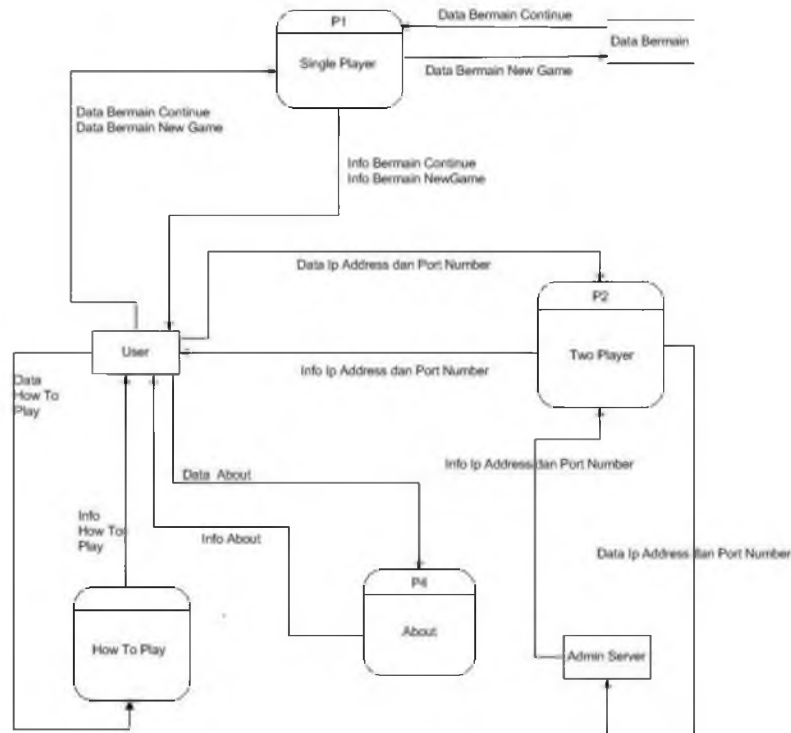 P1
Single Player
Data Bermain Continue
Data Bermain
Data Bermain New Game
Data Bermain Continue
Data Bermain New Game
Info Bermain Continue
Info Bermain NewGame
Data Ip Address dan Port Number
P2
Two Player
User
Info Ip Address dan Port Number
Data
How To
Play
Info Ip Address dan Port Number
Data About
Info
How To
Play
Info About
Data Ip Address dan Port Number
P4
About
How To Play
Admin Server